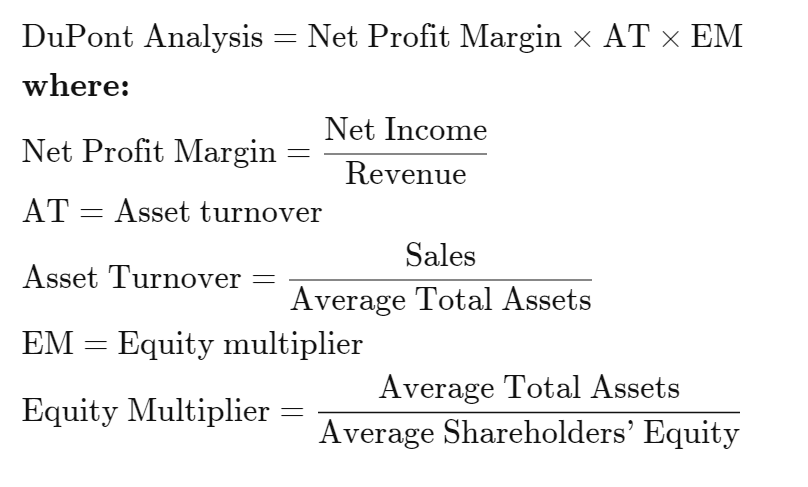 DuPont Analysis = Net Profit Margin × AT × EM
where:
Net Profit Margin = Net Income / Revenue
AT = Asset turnover
Asset Turnover = Sales / Average Total Assets
EM = Equity multiplier
Equity Multiplier = Average Total Assets / Average Shareholders’ Equity